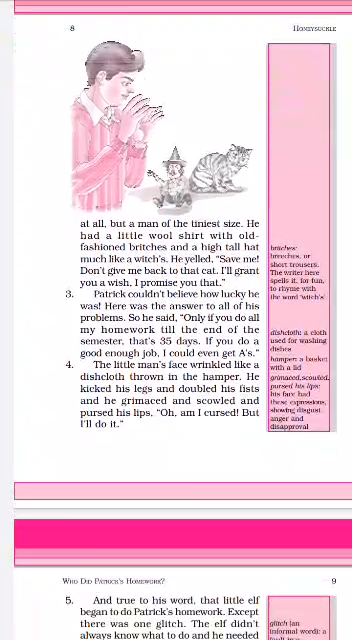 8
HONEYSUCKLE
at all, but a man of the tiniest size. He
had a little wool shirt with old-
fashioned britches and a high tall hat
much like a witch's. He yelled, “Save me!
Don't give me back to that cat. I'll grant
you a wish, I promise you that.”
3. Patrick couldn't believe how lucky he
was! Here was the answer to all of his
problems. So he said, “Only if you do all
my homework till the end of the
semester, that's 35 days. If you do a
good enough job, I could even get A's.”
4. The little man's face wrinkled like a
dishcloth thrown in the hamper. He
kicked his legs and doubled his fists
and he grimaced and scowled and
pursed his lips, “Oh, am I cursed! But
I'll do it.”
britches:
breeches, or
short trousers.
The writer here
spells it, for fun,
to rhyme with
the word ‘witch’
dishcloth: a cloth
used for washing
dishes
hamper: a basket
with a lid
grimaced,scowled,
pursed his lips:
his face had
these expressions,
showing disgust,
anger and
disapproval
WHO DID PATRICK'S HOMEWORK?
9
5. And true to his word, that little elf
began to do Patrick's homework. Except
there was one glitch. The elf didn't
always know what to do and he needed
glitch (an
informal word): a